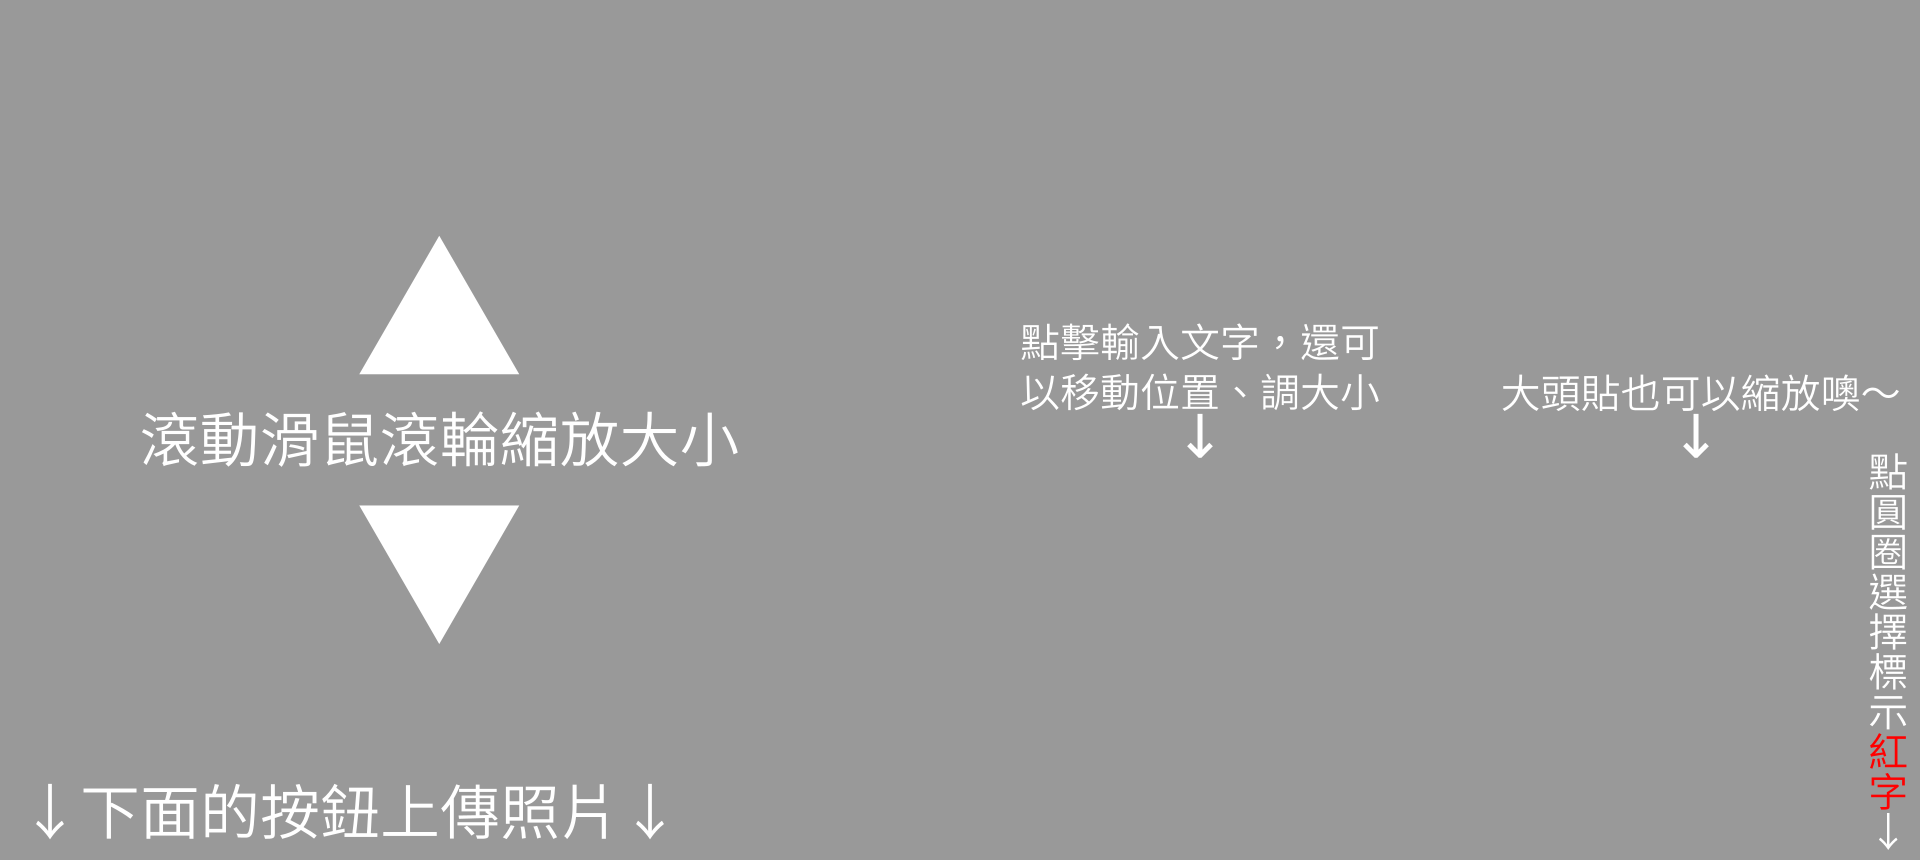 滾動滑鼠滾輪縮放大小
↓下面的按鈕上傳照片↓
點擊輸入文字，還可
以移動位置、調大小
↓
大頭貼也可以縮放噢～
↓
點圓圈選擇標示紅字↓